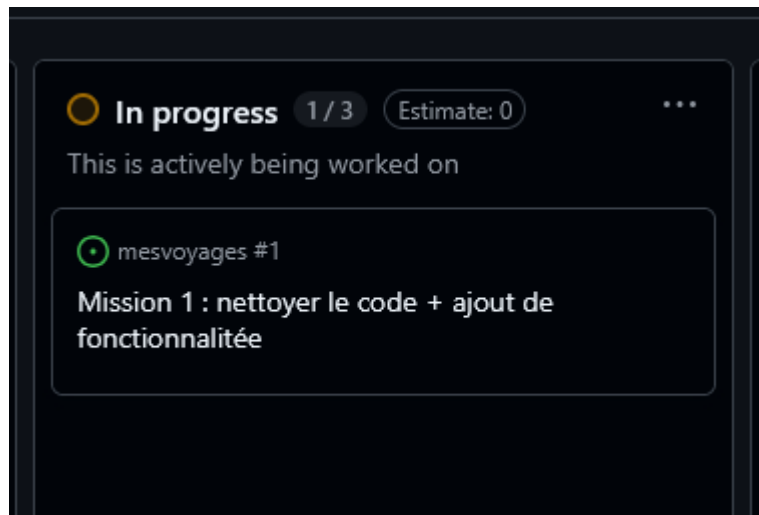 In progress 1 / 3 Estimate: 0
This is actively being worked on
mesvoyages #1
Mission 1 : nettoyer le code + ajout de
fonctionnalitée